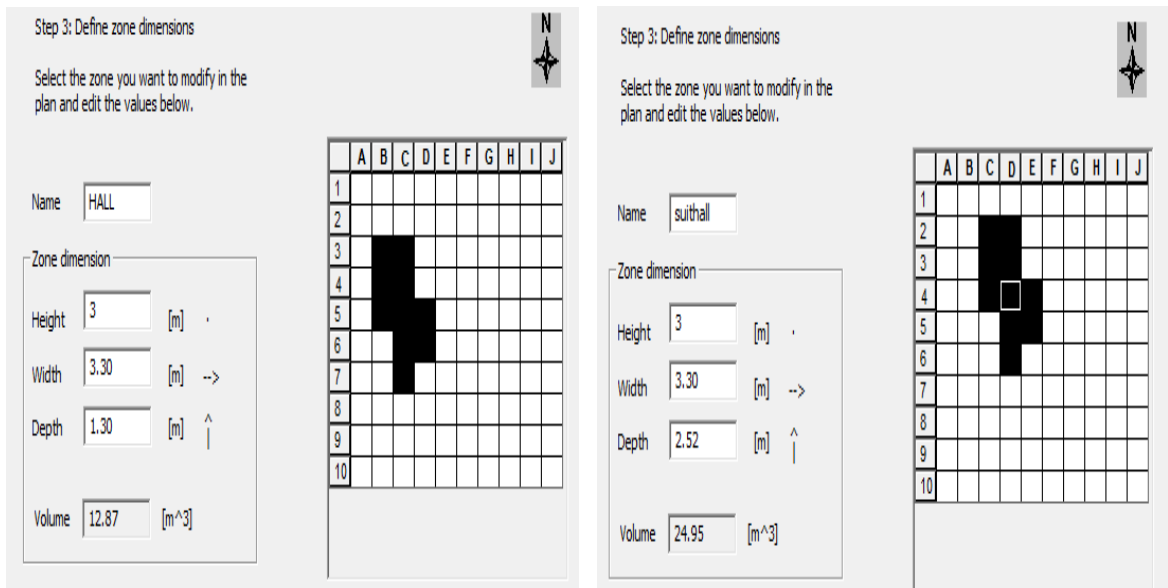 Step 3: Define zone dimensions
N
Select the zone you want to modify in the
plan and edit the values below.
A B C D E F G H I J
1
2
3
4
5
6
7
8
9
10
Name HALL
Zone dimension
Height 3 [m]
Width 3.30 [m] -->
Depth 1.30 [m] ^
|
Volume 12.87 [m^3]
Step 3: Define zone dimensions
N
Select the zone you want to modify in the
plan and edit the values below.
A B C D E F G H I J
1
2
3
4
5
6
7
8
9
10
Name suithall
Zone dimension
Height 3 [m]
Width 3.30 [m] -->
Depth 2.52 [m] ^
|
Volume 24.95 [m^3]